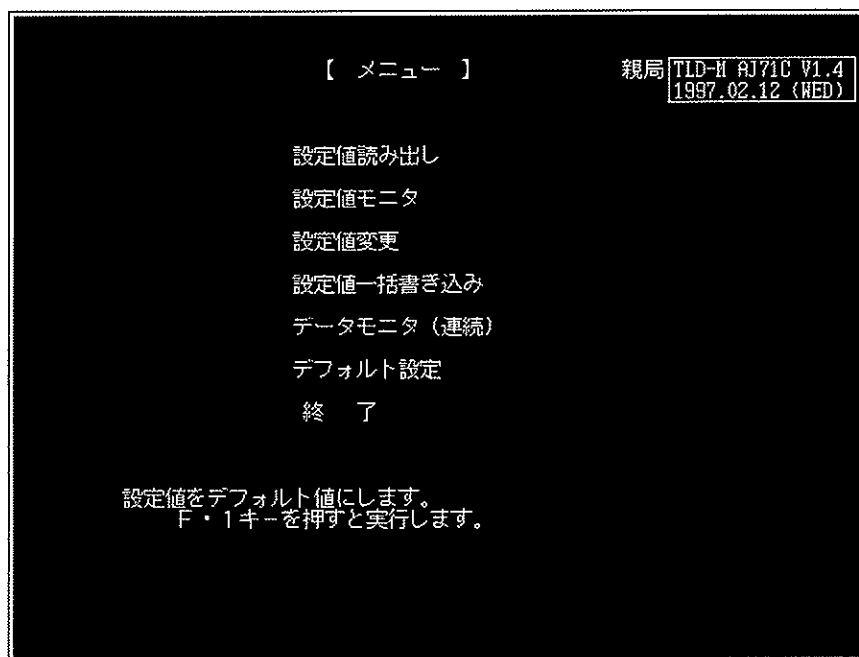 【 メニュー 】
親局 TLD-M AJ71C V1.4
1997.02.12 (WED)
設定値読み出し
設定値モニタ
設定値変更
設定値一括書き込み
データモニタ (連続)
デフォルト設定
終 了
設定値をデフォルト値にします。
F・1キーを押すと実行します。